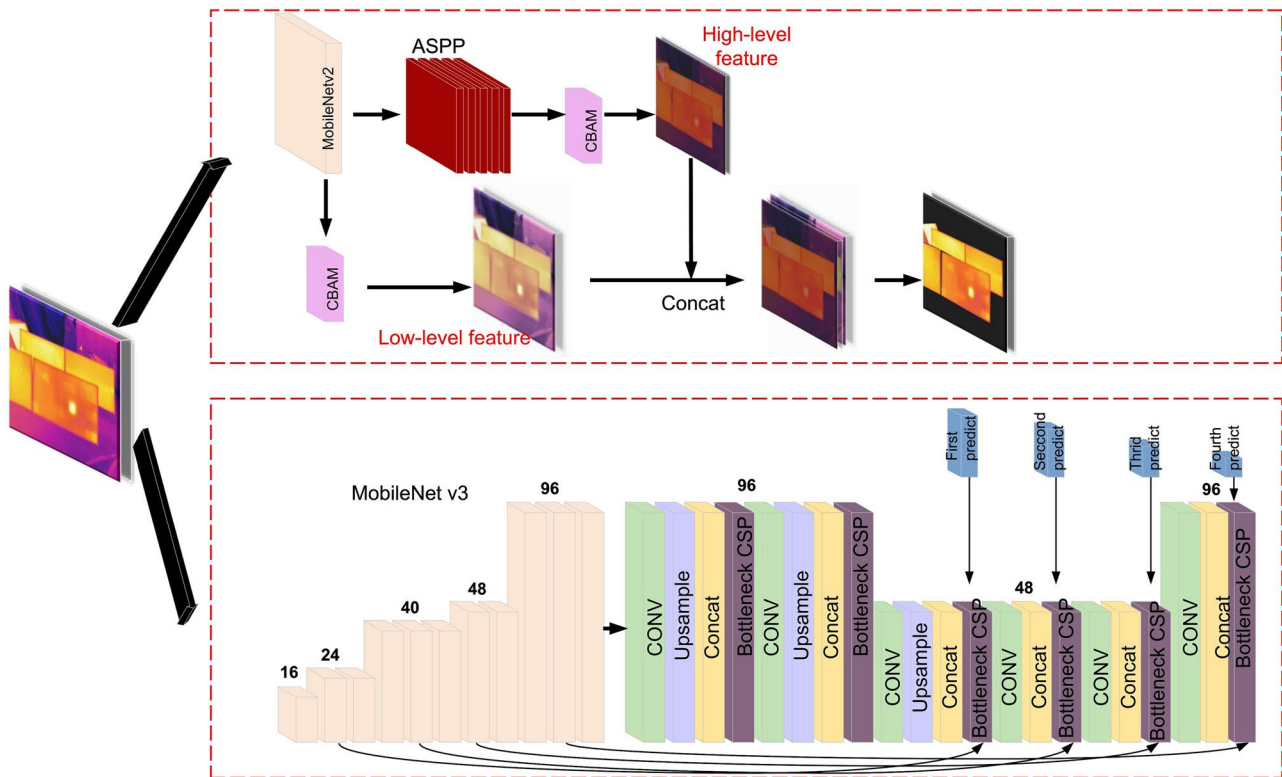 ASPP
High-level
feature
MobileNetv2
CBAM
CBAM
Concat
Low-level feature
MobileNet v3
16
24
40
48
96
96
48
96
First
predict
Seccond
predict
Thrid
predict
Fourth
predict
CONV
Upsample
Concat
Bottleneck CSP
CONV
Upsample
Concat
Bottleneck CSP
CONV
Upsample
Concat
Bottleneck CSP
CONV
Concat
Bottleneck CSP
CONV
Concat
Bottleneck CSP
CONV
Concat
Bottleneck CSP